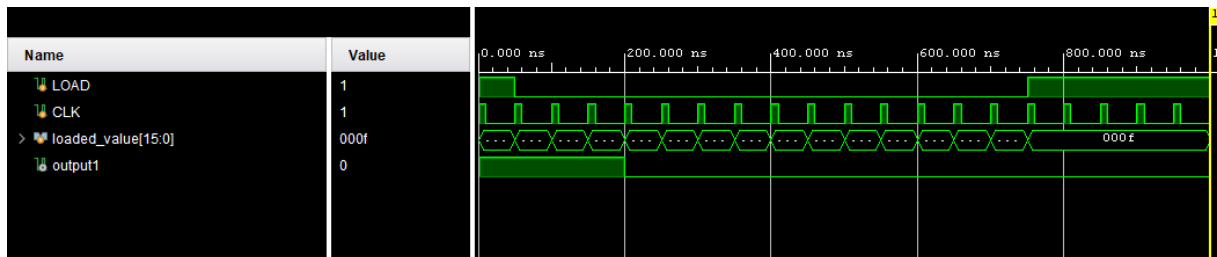 Name Value 0.000 ns 200.000 ns 400.000 ns 600.000 ns 800.000 ns 1
LOAD 1
CLK 1
> loaded_value[15:0] 000f ... ... ... ... ... ... ... ... ... ... ... ... ... ... ... 000f
output1 0